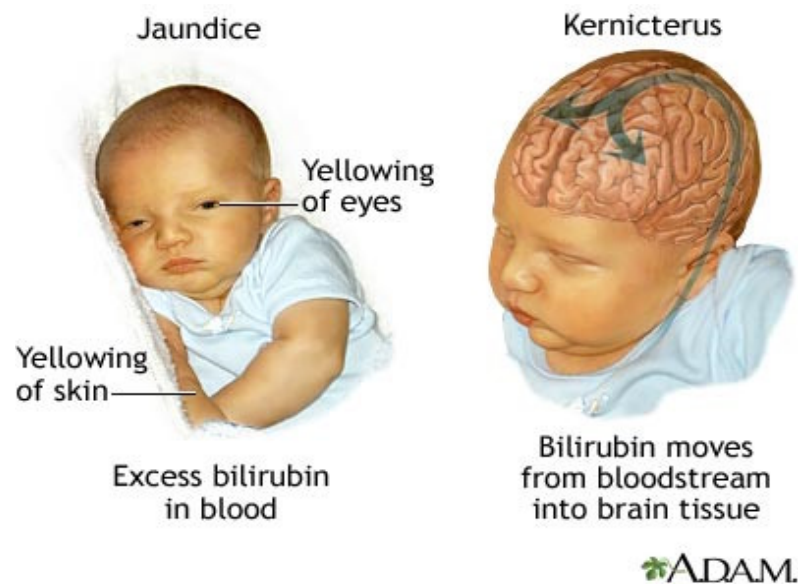 Jaundice
Yellowing
of eyes
Yellowing
of skin
Excess bilirubin
in blood
Kernicterus
Bilirubin moves
from bloodstream
into brain tissue
A.D.A.M.